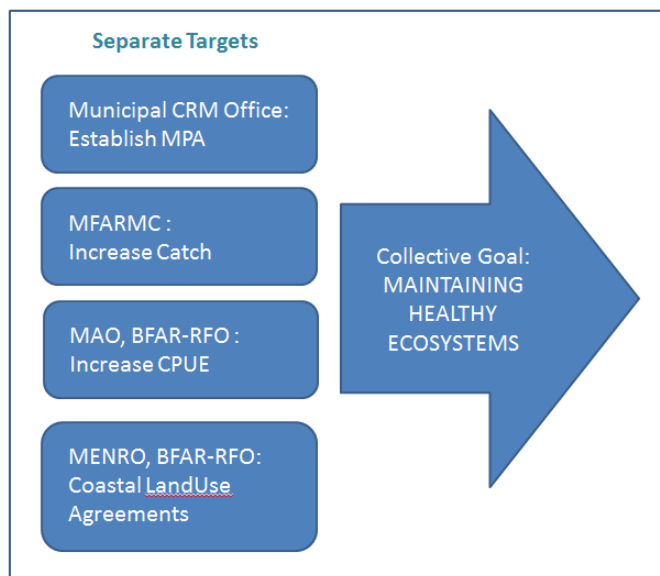 Separate Targets
Municipal CRM Office:
Establish MPA
MFARMC :
Increase Catch
MAO, BFAR-RFO :
Increase CPUE
MENRO, BFAR-RFO:
Coastal LandUse
Agreements
Collective Goal:
MAINTAINING
HEALTHY
ECOSYSTEMS